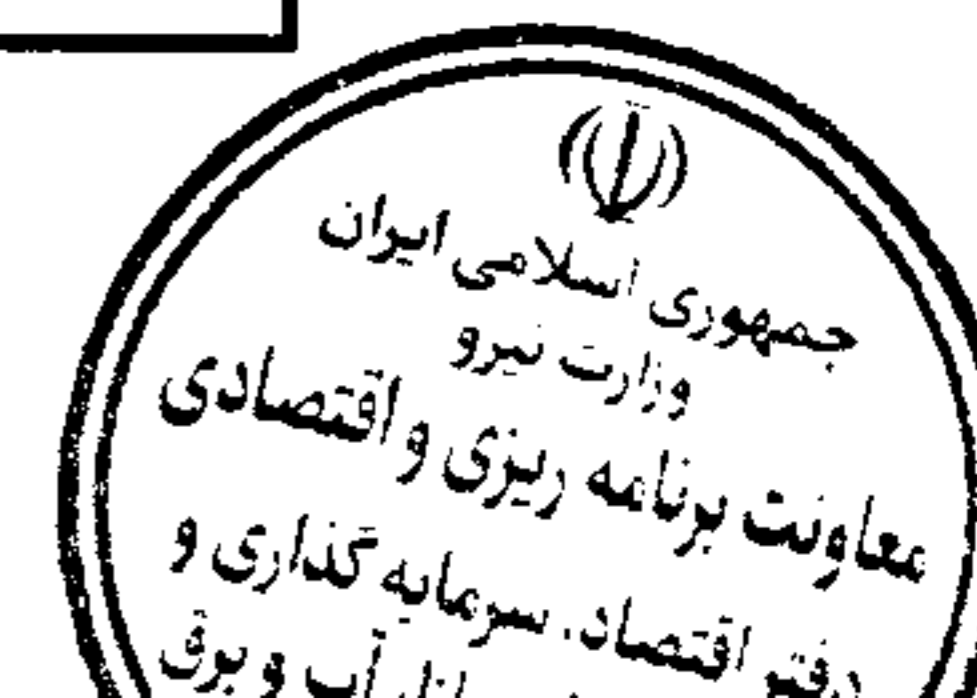 جمهوری اسلامی ایران
وزارت نیرو
معاونت برنامه ریزی و اقتصادی
دفتر اقتصاد، سرمایه گذاری و
آب و برق